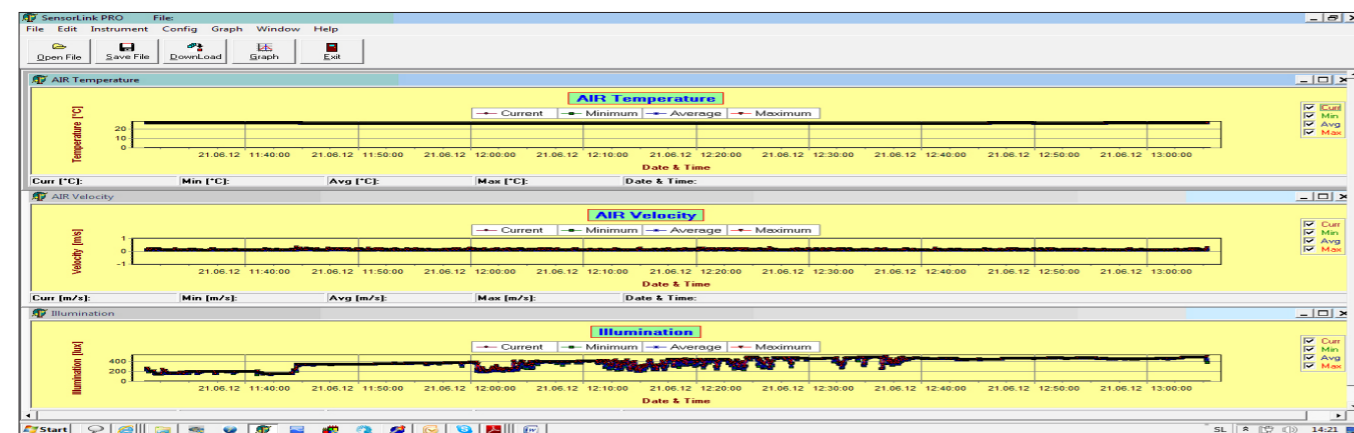 SensorLink PRO File:
File Edit Instrument Config Graph Window Help
Open File Save File DownLoad Graph Exit
AIR Temperature
AIR Temperature
Current Minimum Average Maximum
Temperature [°C]
20
10
0
21.06.12 11:40:00 21.06.12 11:50:00 21.06.12 12:00:00 21.06.12 12:10:00 21.06.12 12:20:00 21.06.12 12:30:00 21.06.12 12:40:00 21.06.12 12:50:00 21.06.12 13:00:00
Date & Time
Curr
Min
Avg
Max
Curr [°C]: Min [°C]: Avg [°C]: Max [°C]: Date & Time:
AIR Velocity
AIR Velocity
Current Minimum Average Maximum
Velocity [m/s]
1
0
-1
21.06.12 11:40:00 21.06.12 11:50:00 21.06.12 12:00:00 21.06.12 12:10:00 21.06.12 12:20:00 21.06.12 12:30:00 21.06.12 12:40:00 21.06.12 12:50:00 21.06.12 13:00:00
Date & Time
Curr
Min
Avg
Max
Curr [m/s]: Min [m/s]: Avg [m/s]: Max [m/s]: Date & Time:
Illumination
Illumination
Current Minimum Average Maximum
Illumination [lux]
400
200
0
21.06.12 11:40:00 21.06.12 11:50:00 21.06.12 12:00:00 21.06.12 12:10:00 21.06.12 12:20:00 21.06.12 12:30:00 21.06.12 12:40:00 21.06.12 12:50:00 21.06.12 13:00:00
Date & Time
Curr
Min
Avg
Max
Start SL 14:21